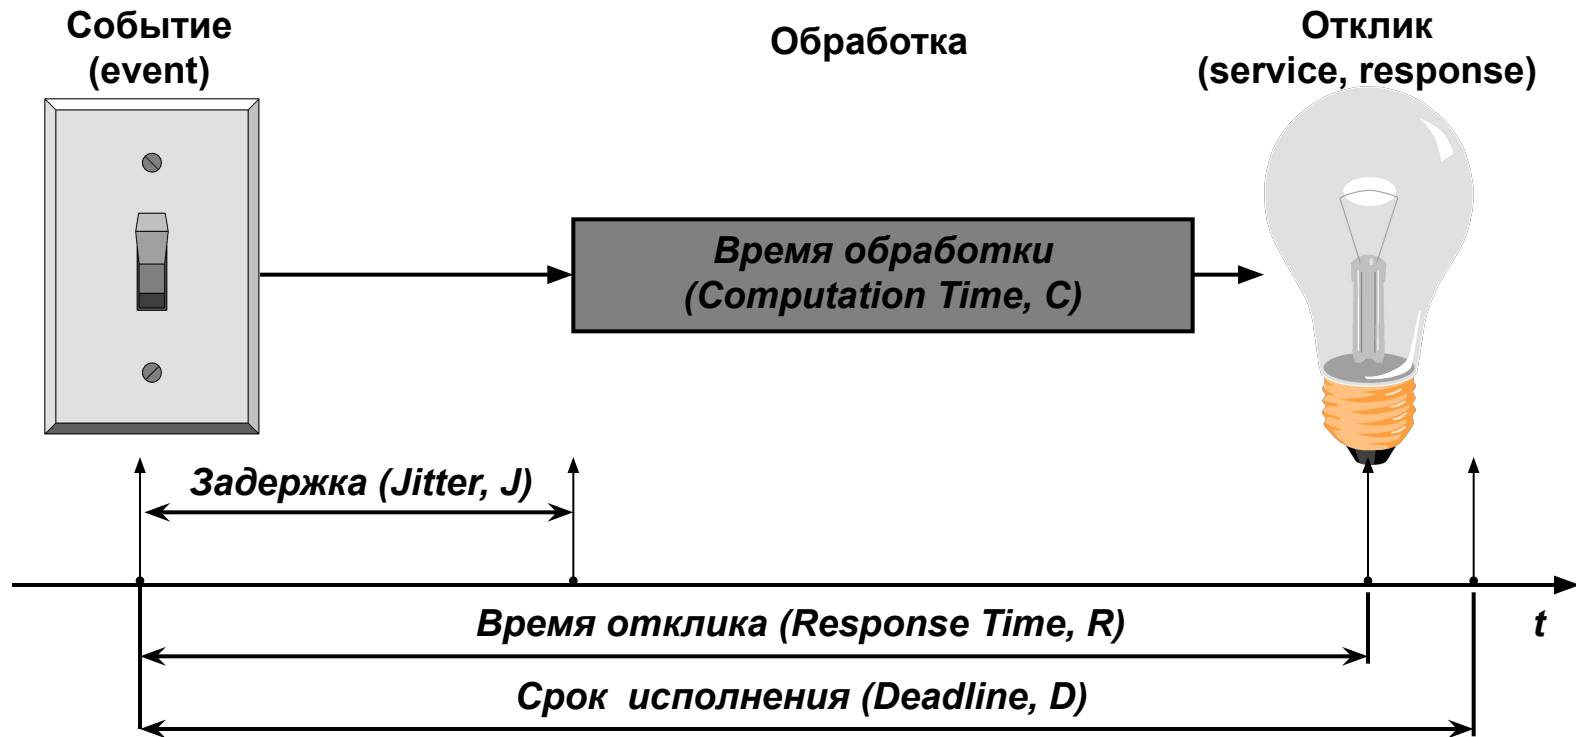 Событие
(event)
Обработка
Отклик
(service, response)
Время обработки
(Computation Time, C)
Задержка (Jitter, J)
Время отклика (Response Time, R)
t
Срок исполнения (Deadline, D)